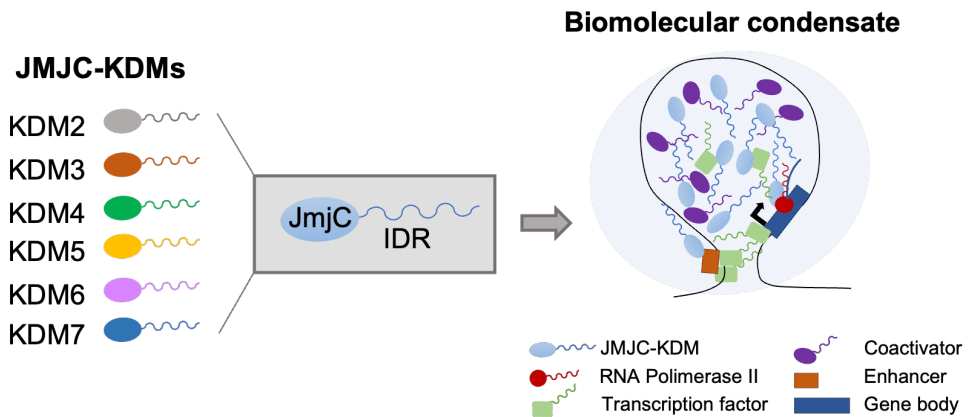 Biomolecular condensate
JMJC-KDMs
KDM2
KDM3
KDM4
KDM5
KDM6
KDM7
JmjC
IDR
JMJC-KDM
RNA Polimerase II
Transcription factor
Coactivator
Enhancer
Gene body